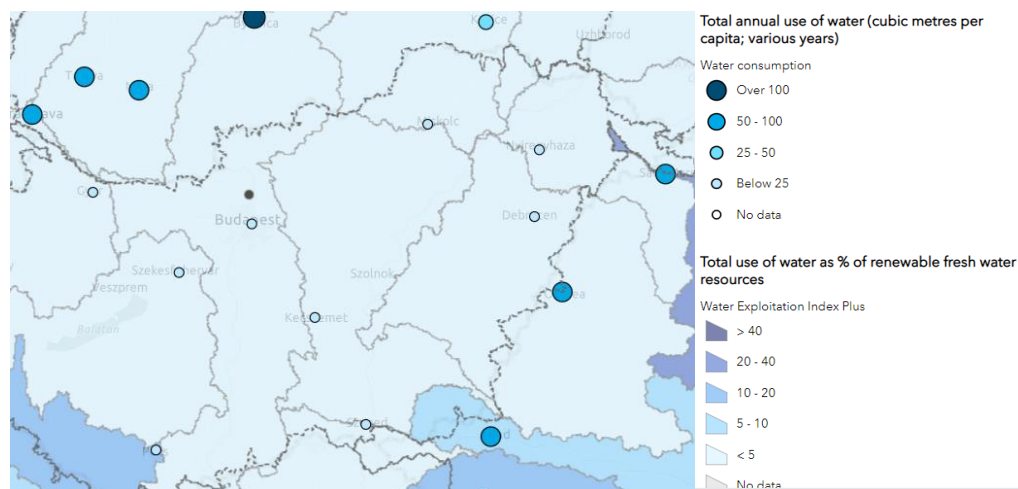 Uzhhorod
Miskolc
Budapest
Debrecen
Szekesfehervar
Veszprem
Szolnok
Balaton
Kecskemet
Total annual use of water (cubic metres per
capita; various years)
Water consumption
Over 100
50 - 100
25 - 50
Below 25
No data
Total use of water as % of renewable fresh water
resources
Water Exploitation Index Plus
> 40
20 - 40
10 - 20
5 - 10
< 5
No data